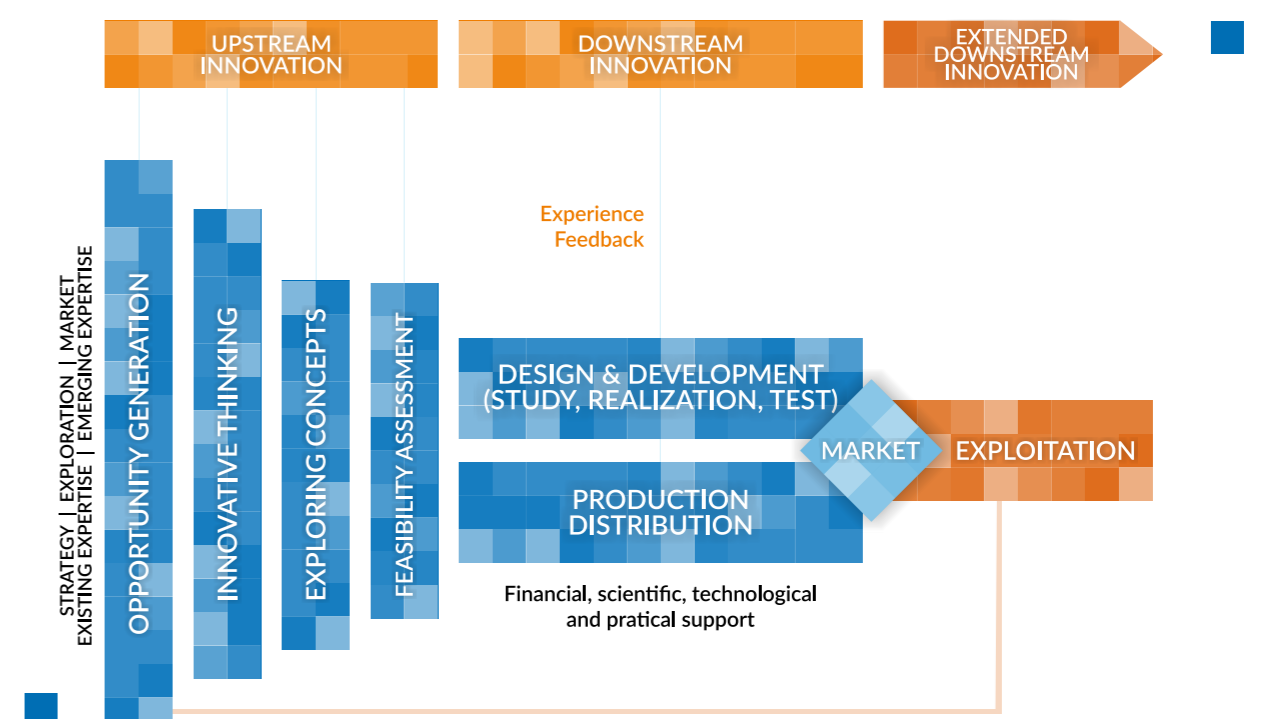 UPSTREAM
INNOVATION
DOWNSTREAM
INNOVATION
EXTENDED
DOWNSTREAM
INNOVATION
STRATEGY | EXPLORATION | MARKET
EXISTING EXPERTISE | EMERGING EXPERTISE
OPPORTUNITY GENERATION
INNOVATIVE THINKING
EXPLORING CONCEPTS
FEASIBILITY ASSESSMENT
Experience
Feedback
DESIGN & DEVELOPMENT
(STUDY, REALIZATION, TEST)
PRODUCTION
DISTRIBUTION
MARKET
EXPLOITATION
Financial, scientific, technological
and pratical support